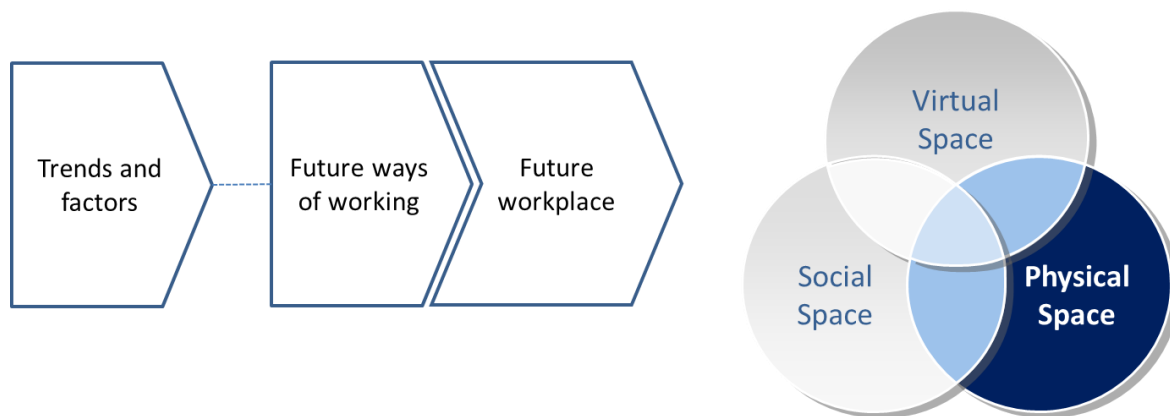 Trends and
factors
Future ways
of working
Future
workplace
Virtual
Space
Social
Space
Physical
Space